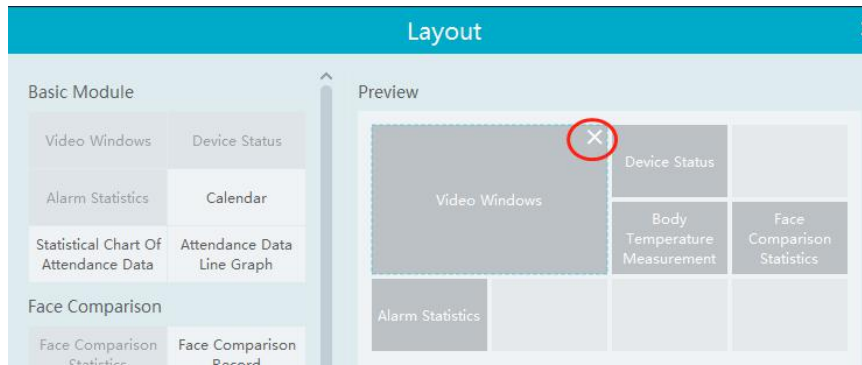 Layout
Basic Module
Video Windows
Device Status
Alarm Statistics
Calendar
Statistical Chart Of
Attendance Data
Attendance Data
Line Graph
Face Comparison
Face Comparison
Statistics
Face Comparison
Record
Preview
Video Windows
Device Status
Body
Temperature
Measurement
Face
Comparison
Statistics
Alarm Statistics